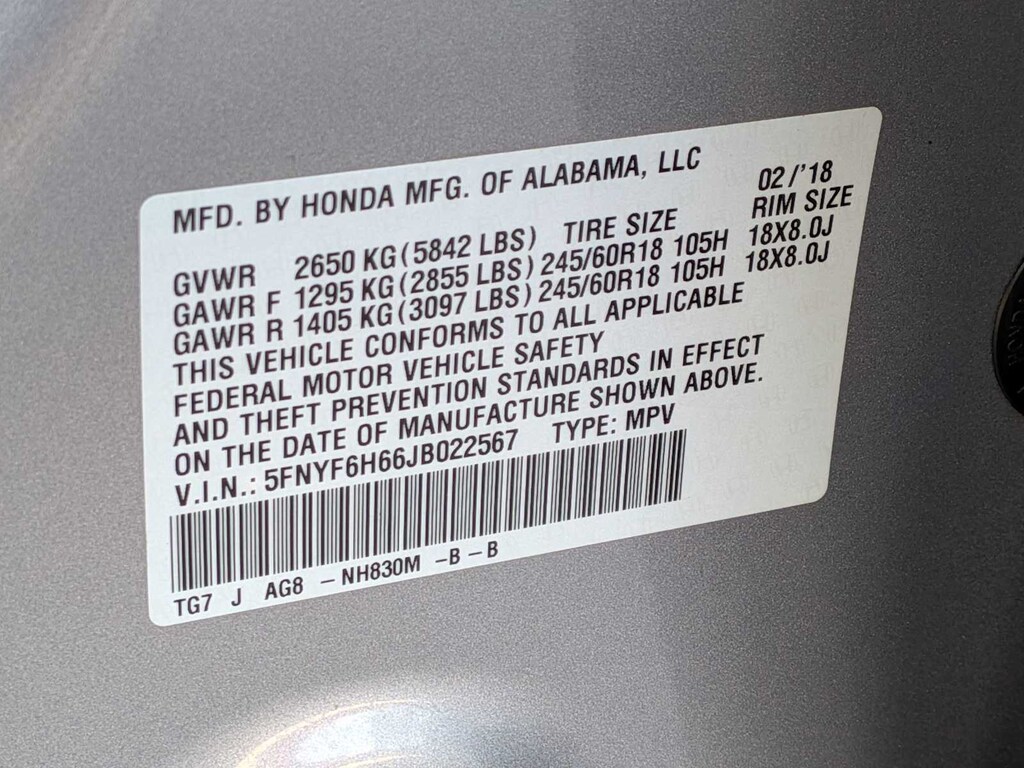 MFD. BY HONDA MFG. OF ALABAMA, LLC 02/'18
GVWR 2650 KG(5842 LBS) TIRE SIZE RIM SIZE
GAWR F 1295 KG(2855 LBS) 245/60R18 105H 18X8.0J
GAWR R 1405 KG(3097 LBS) 245/60R18 105H 18X8.0J
THIS VEHICLE CONFORMS TO ALL APPLICABLE
FEDERAL MOTOR VEHICLE SAFETY
AND THEFT PREVENTION STANDARDS IN EFFECT
ON THE DATE OF MANUFACTURE SHOWN ABOVE.
V.I.N.: 5FNYF6H66JB022567 TYPE: MPV
TG7 J AG8 - NH830M -B - B